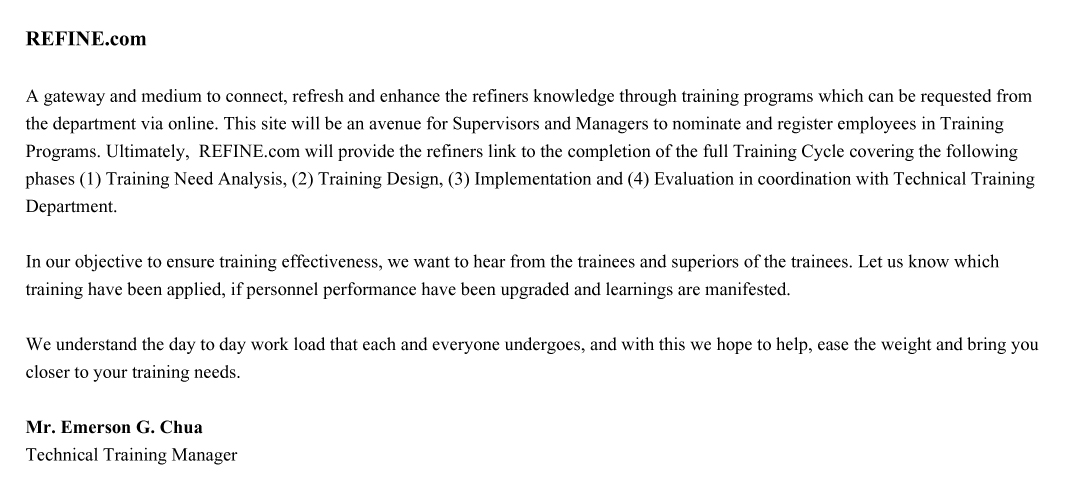 REFINE.com
A gateway and medium to connect, refresh and enhance the refiners knowledge through training programs which can be requested from
the department via online. This site will be an avenue for Supervisors and Managers to nominate and register employees in Training
Programs. Ultimately,  REFINE.com will provide the refiners link to the completion of the full Training Cycle covering the following
phases (1) Training Need Analysis, (2) Training Design, (3) Implementation and (4) Evaluation in coordination with Technical Training
Department.
In our objective to ensure training effectiveness, we want to hear from the trainees and superiors of the trainees. Let us know which
training have been applied, if personnel performance have been upgraded and learnings are manifested.
We understand the day to day work load that each and everyone undergoes, and with this we hope to help, ease the weight and bring you
closer to your training needs.
Mr. Emerson G. Chua
Technical Training Manager